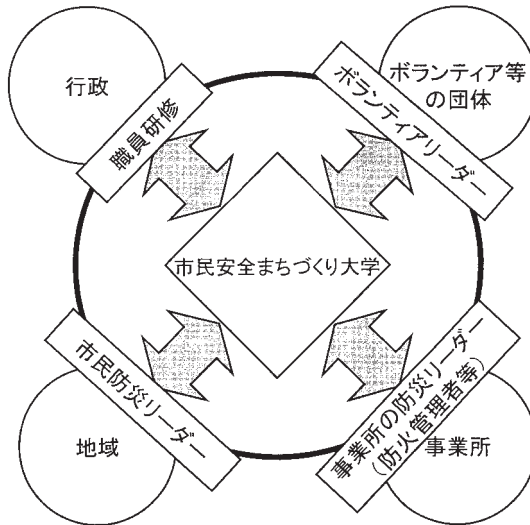 行政
職員研修
ボランティア等
の団体
ボランティアリーダー
市民安全まちづくり大学
市民防災リーダー
地域
事業所の防災リーダー
（防火管理者等）
事業所